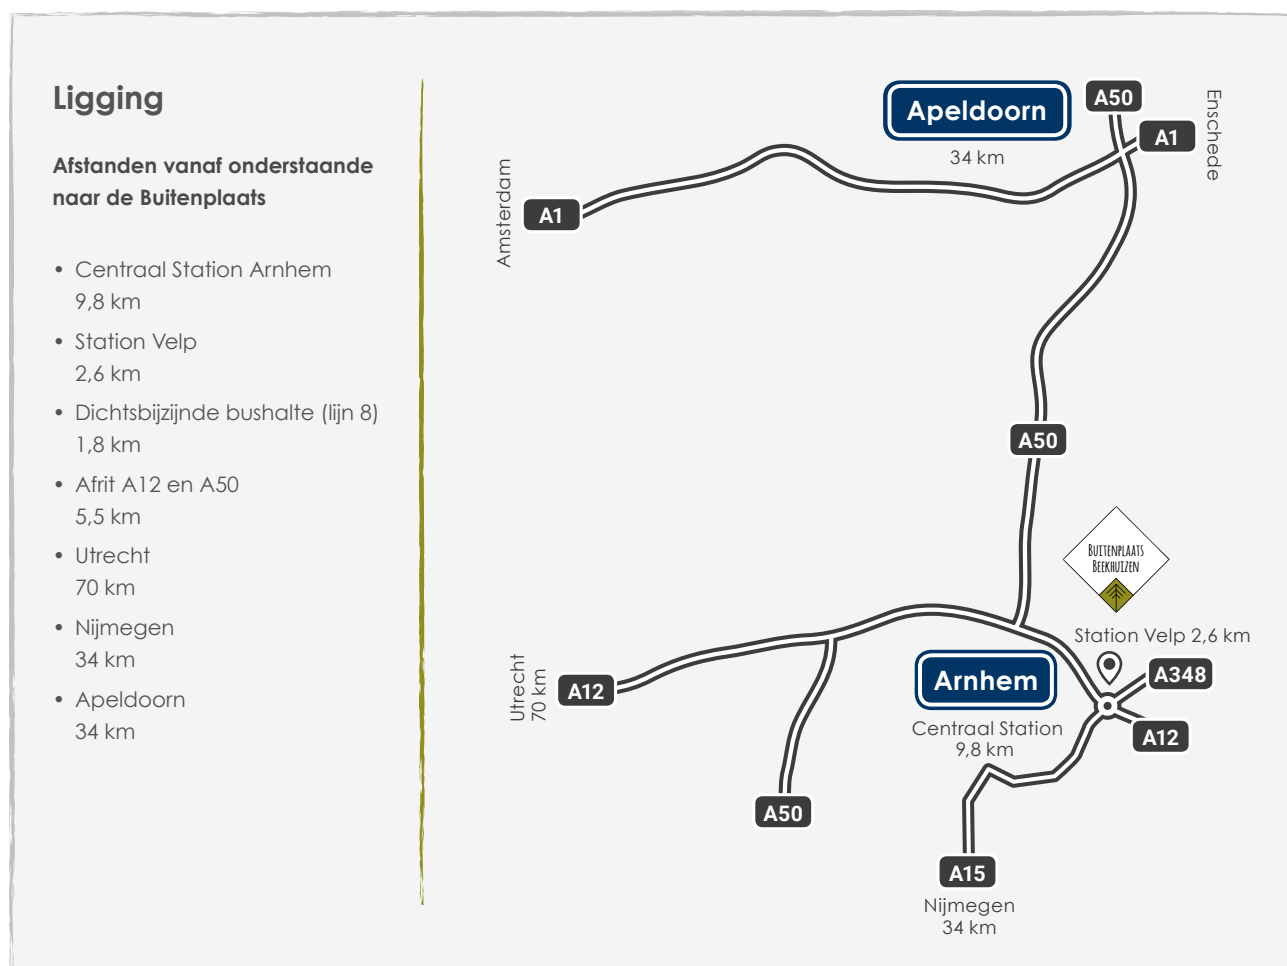 Ligging
Afstanden vanaf onderstaande
naar de Buitenplaats
• Centraal Station Arnhem
9,8 km
• Station Velp
2,6 km
• Dichtsbijzijnde bushalte (lijn 8)
1,8 km
• Afrit A12 en A50
5,5 km
• Utrecht
70 km
• Nijmegen
34 km
• Apeldoorn
34 km
Apeldoorn
34 km
A50
A1
Enschede
Amsterdam
A1
A50
BUITENPLAATS
BEEKHUIZEN
Station Velp 2,6 km
A348
A12
Arnhem
Centraal Station
9,8 km
Utrecht
70 km
A12
A50
A15
Nijmegen
34 km